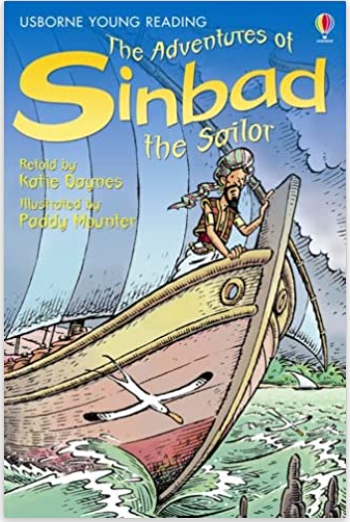 USBORNE YOUNG READING
The Adventures of
Sinbad
the Sailor
Retold by
Katie Daynes
Illustrated by
Paddy Mounter